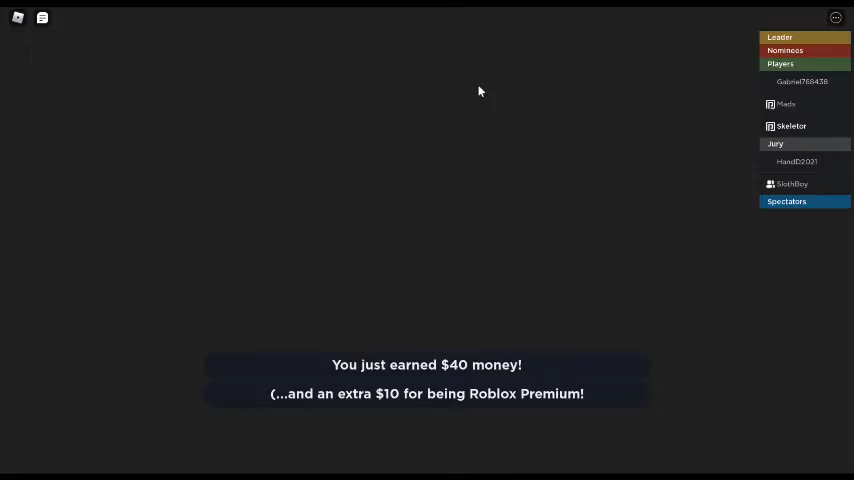 Leader
Nominees
Players
Gabriel768438
Mads
Skeletor
Jury
HandD2021
SlothBoy
Spectators
You just earned $40 money!
(...and an extra $10 for being Roblox Premium!